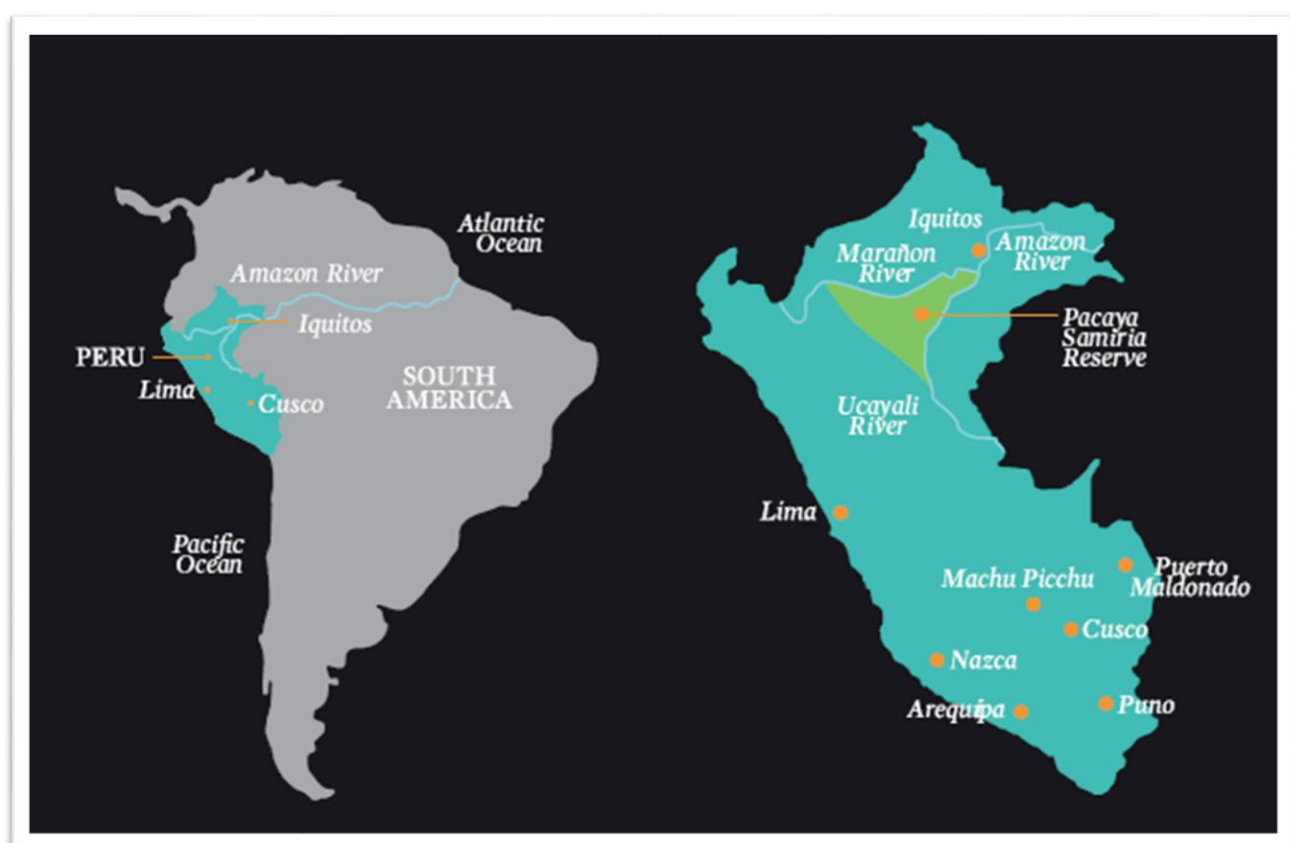 Atlantic
Ocean
Amazon River
Iquitos
PERU
Lima
Cusco
SOUTH
AMERICA
Pacific
Ocean
Iquitos
Marañon
River
Amazon
River
Pacaya
Samiria
Reserve
Ucayali
River
Lima
Machu Picchu
Puerto
Maldonado
Cusco
Nazca
Arequipa
Puno